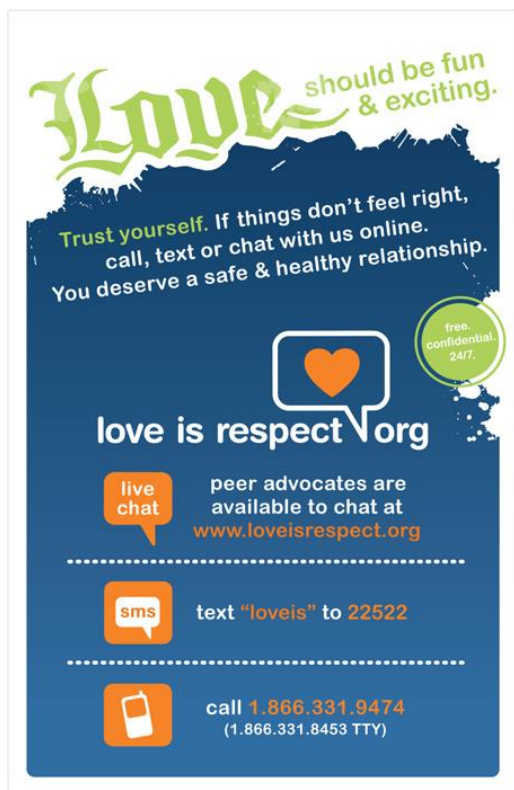 Love should be fun
& exciting.
Trust yourself. If things don't feel right,
call, text or chat with us online.
You deserve a safe & healthy relationship.
free.
confidential.
24/7.
love is respect org
live
chat
peer advocates are
available to chat at
www.loveisrespect.org
sms
text "loveis" to 22522
call 1.866.331.9474
(1.866.331.8453 TTY)